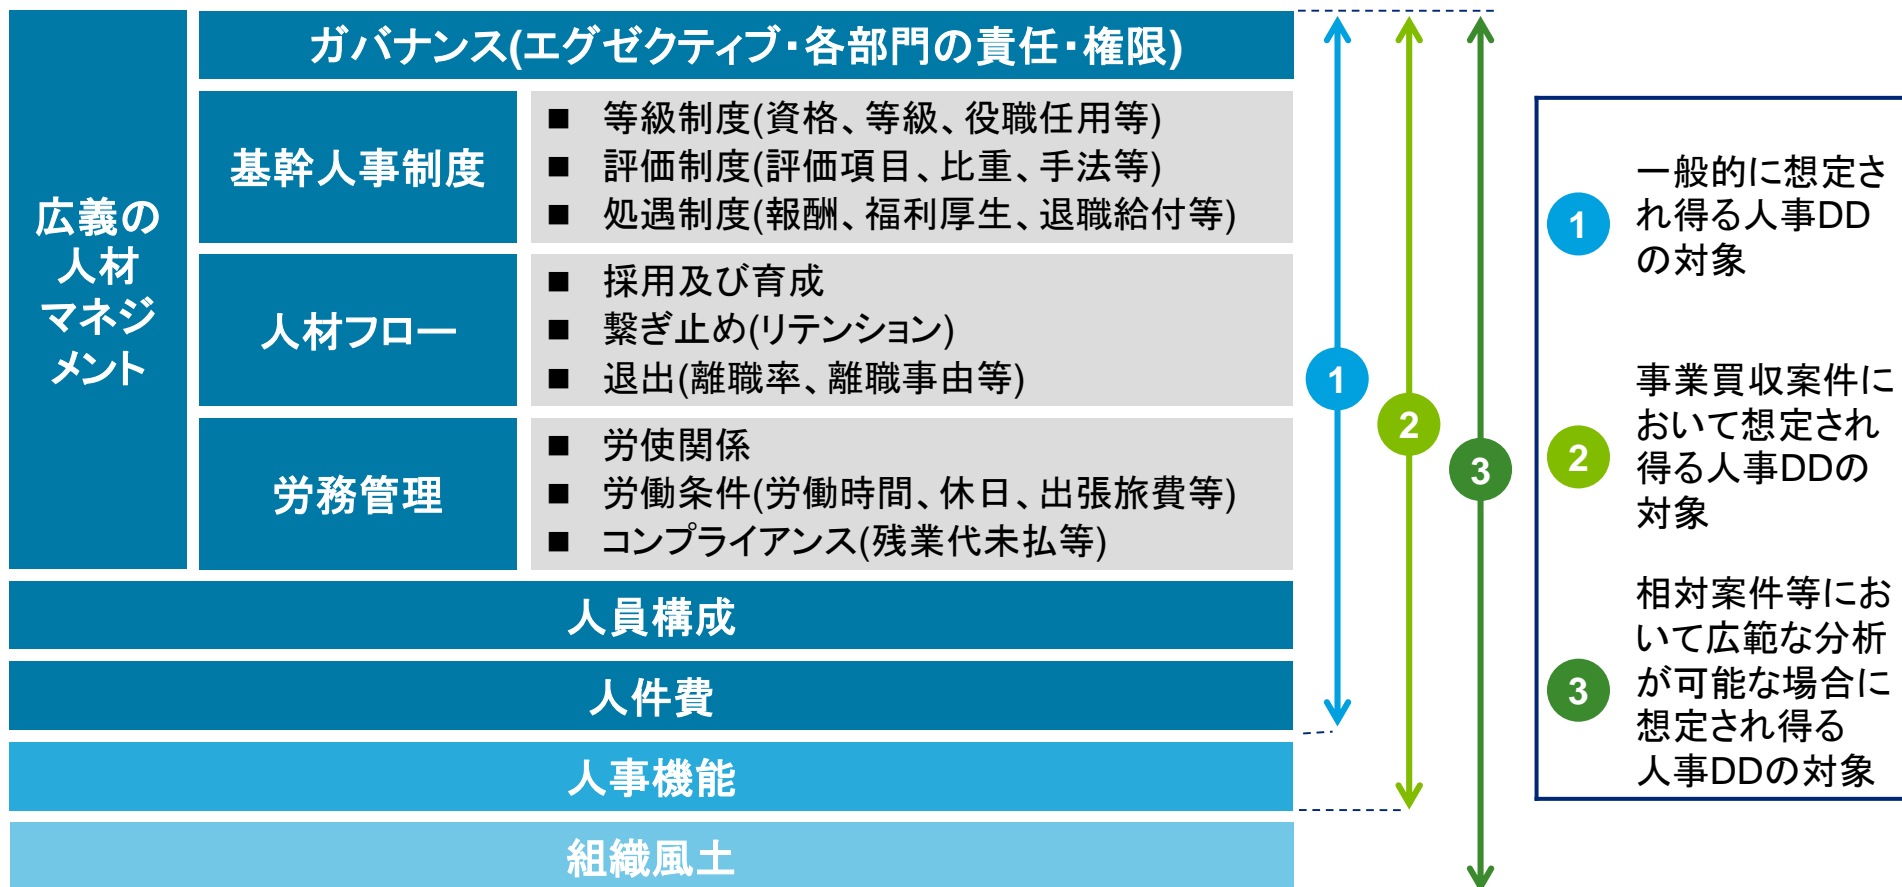 ガバナンス(エグゼクティブ・各部門の責任・権限)
広義の
人材
マネジ
メント
基幹人事制度
■ 等級制度(資格、等級、役職任用等)
■ 評価制度(評価項目、比重、手法等)
■ 処遇制度(報酬、福利厚生、退職給付等)
人材フロー
■ 採用及び育成
■ 繋ぎ止め(リテンション)
■ 退出(離職率、離職事由等)
労務管理
■ 労使関係
■ 労働条件(労働時間、休日、出張旅費等)
■ コンプライアンス(残業代未払等)
人員構成
人件費
人事機能
組織風土
1
2
3
1
一般的に想定さ
れ得る人事DD
の対象
2
事業買収案件に
おいて想定され
得る人事DDの
対象
3
相対案件等にお
いて広範な分析
が可能な場合に
想定され得る
人事DDの対象